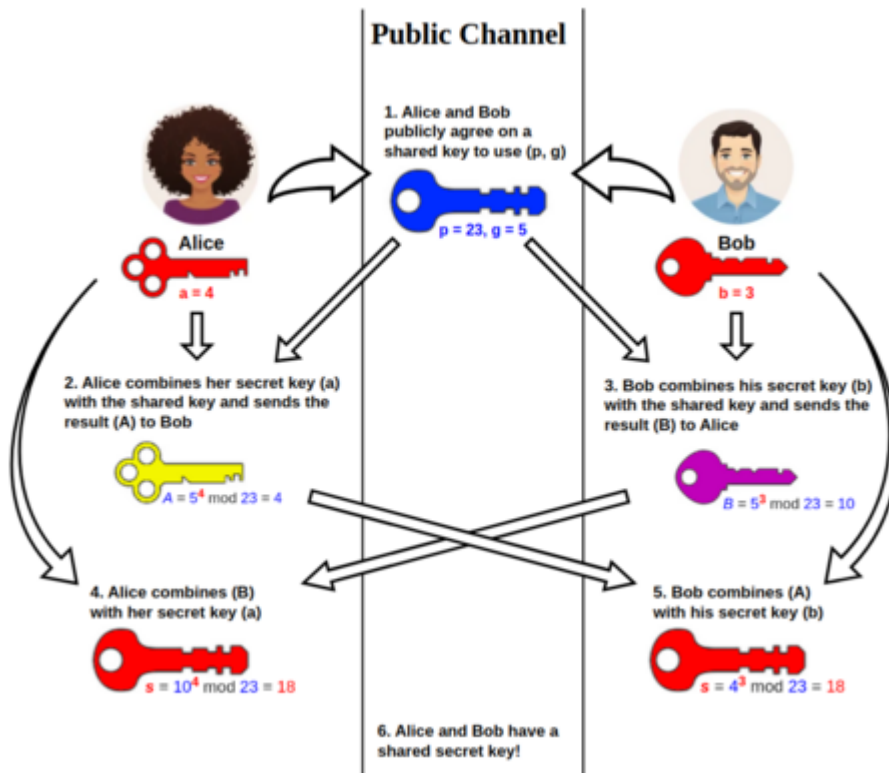 Public Channel
1. Alice and Bob
publicly agree on a
shared key to use (p, g)
p = 23, g = 5
Alice
a = 4
Bob
b = 3
2. Alice combines her secret key (a)
with the shared key and sends the
result (A) to Bob
A = 5⁴ mod 23 = 4
3. Bob combines his secret key (b)
with the shared key and sends the
result (B) to Alice
B = 5³ mod 23 = 10
4. Alice combines (B)
with her secret key (a)
s = 10⁴ mod 23 = 18
5. Bob combines (A)
with his secret key (b)
s = 4³ mod 23 = 18
6. Alice and Bob have a
shared secret key!